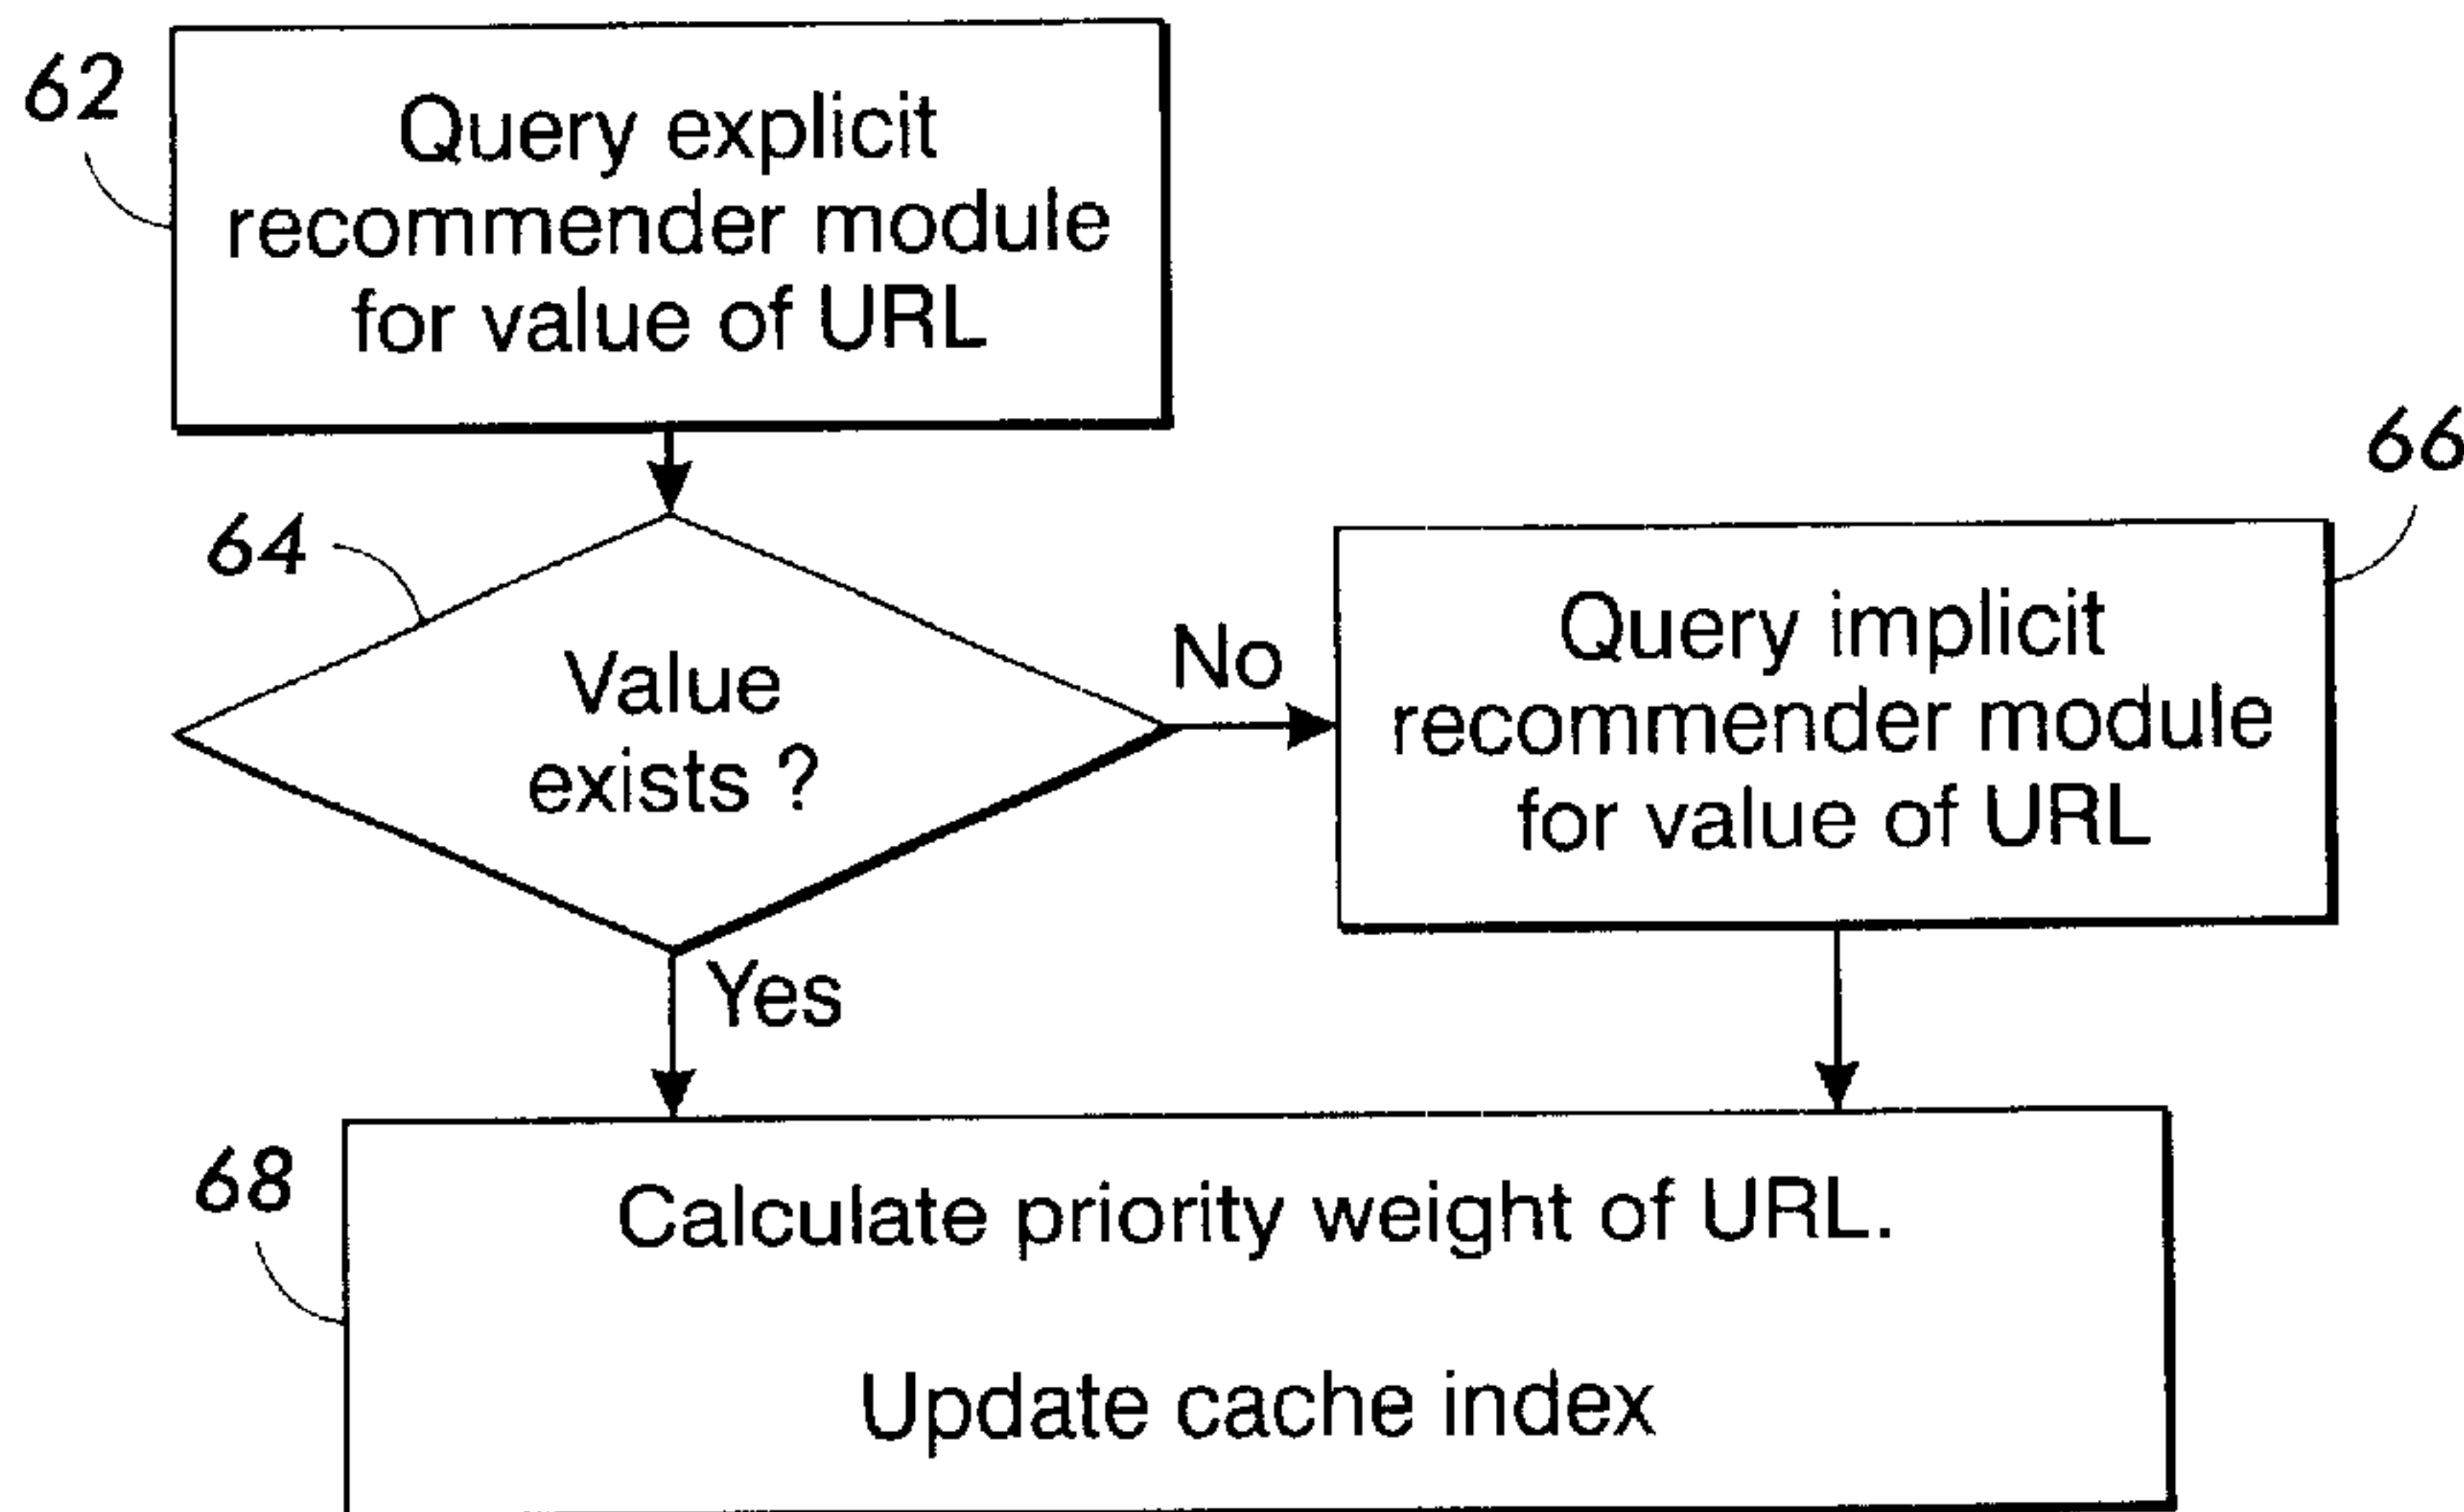 62
Query explicit
recommender module
for value of URL
66
64
Value
exists ?
No
Query implicit
recommender module
for value of URL
Yes
68
Calculate priority weight of URL.
Update cache index